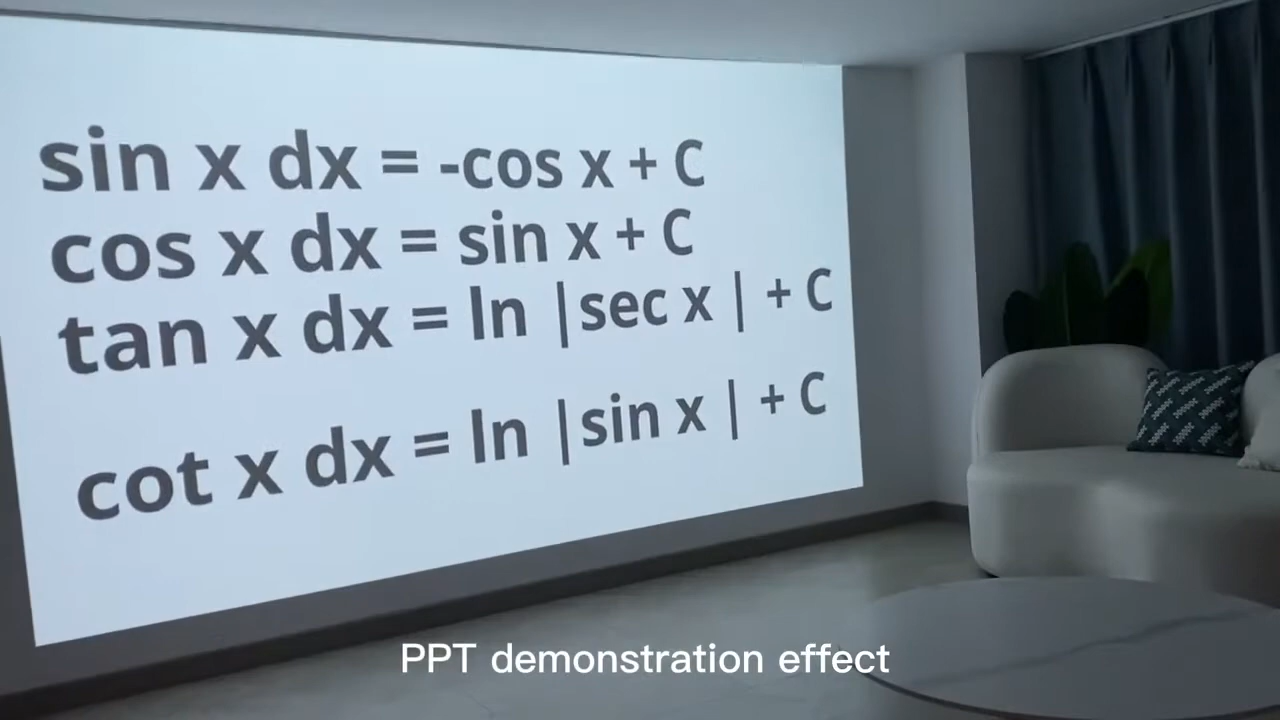 sin x dx = -cos x + C
cos x dx = sin x + C
tan x dx = ln |sec x | + C
cot x dx = ln |sin x | + C
PPT demonstration effect